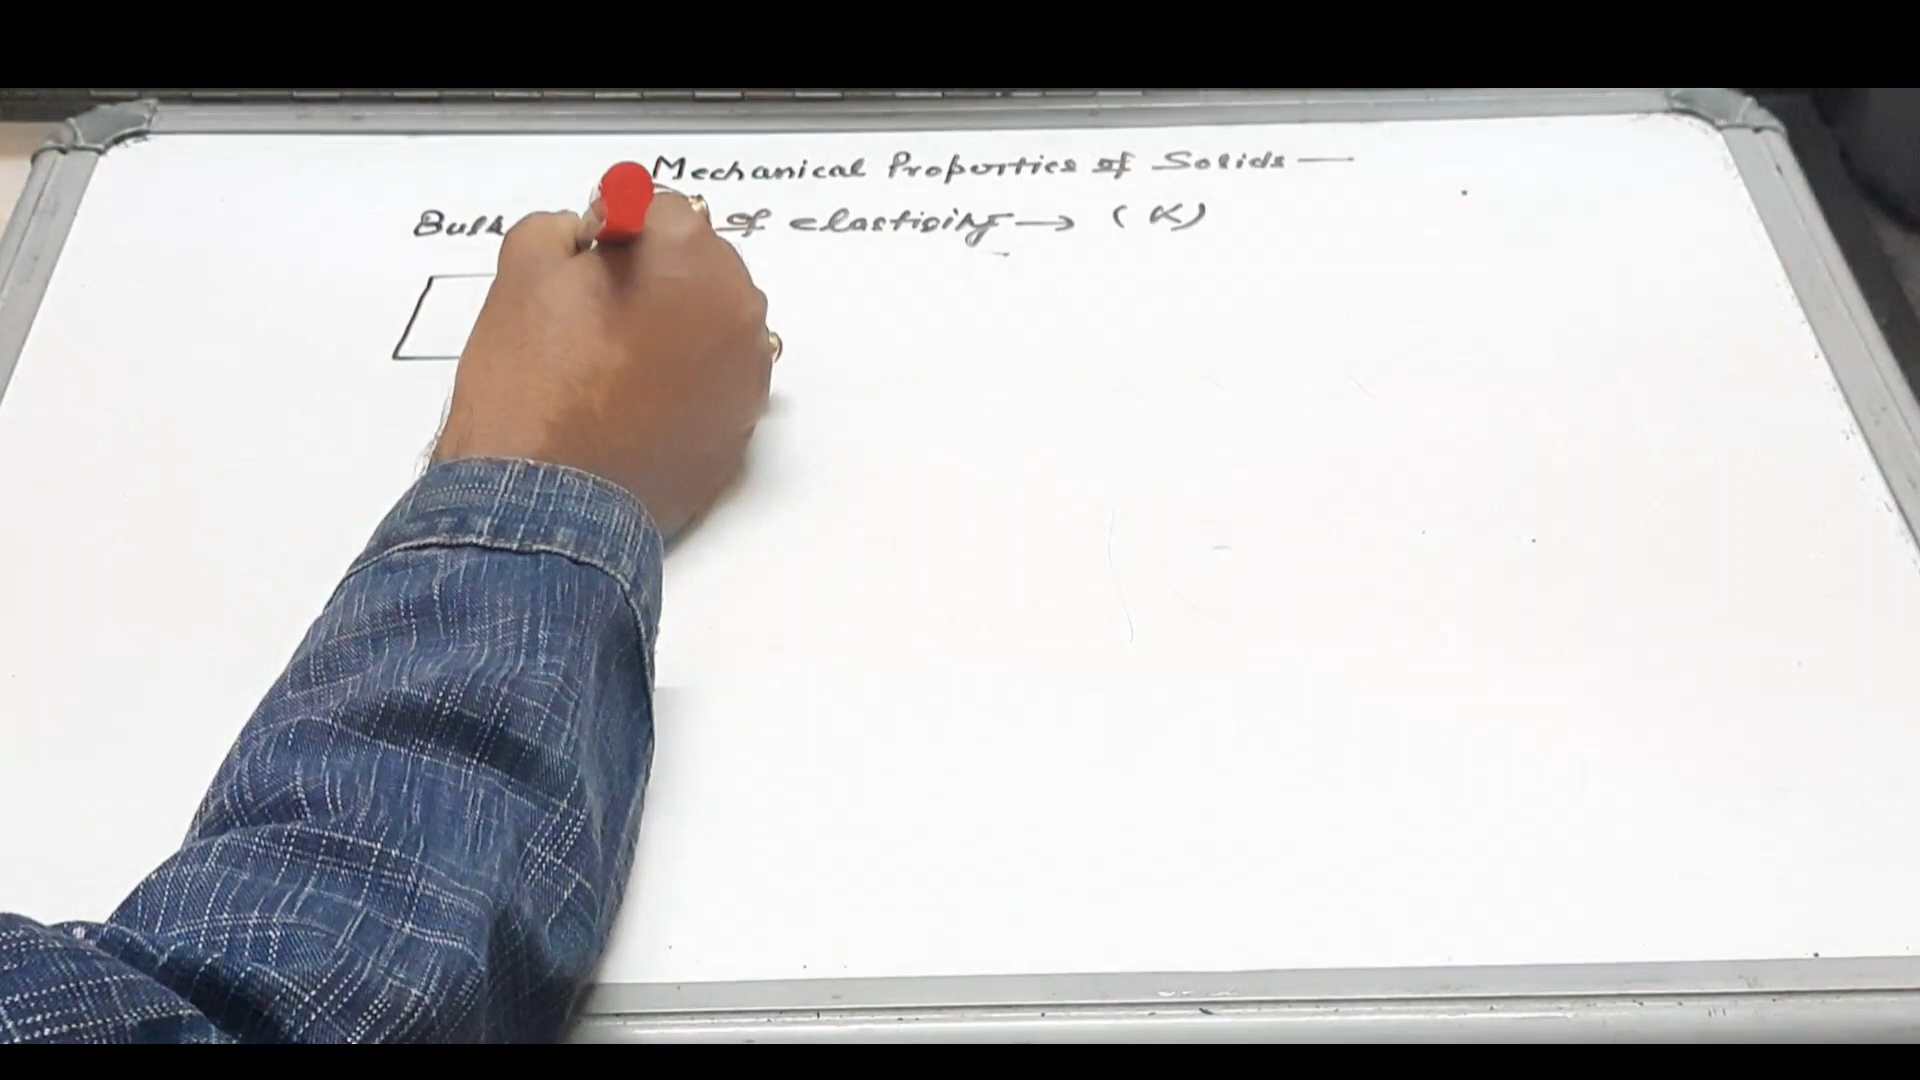 Mechanical Properties of Solids —
Bulk of elasticity → (K)